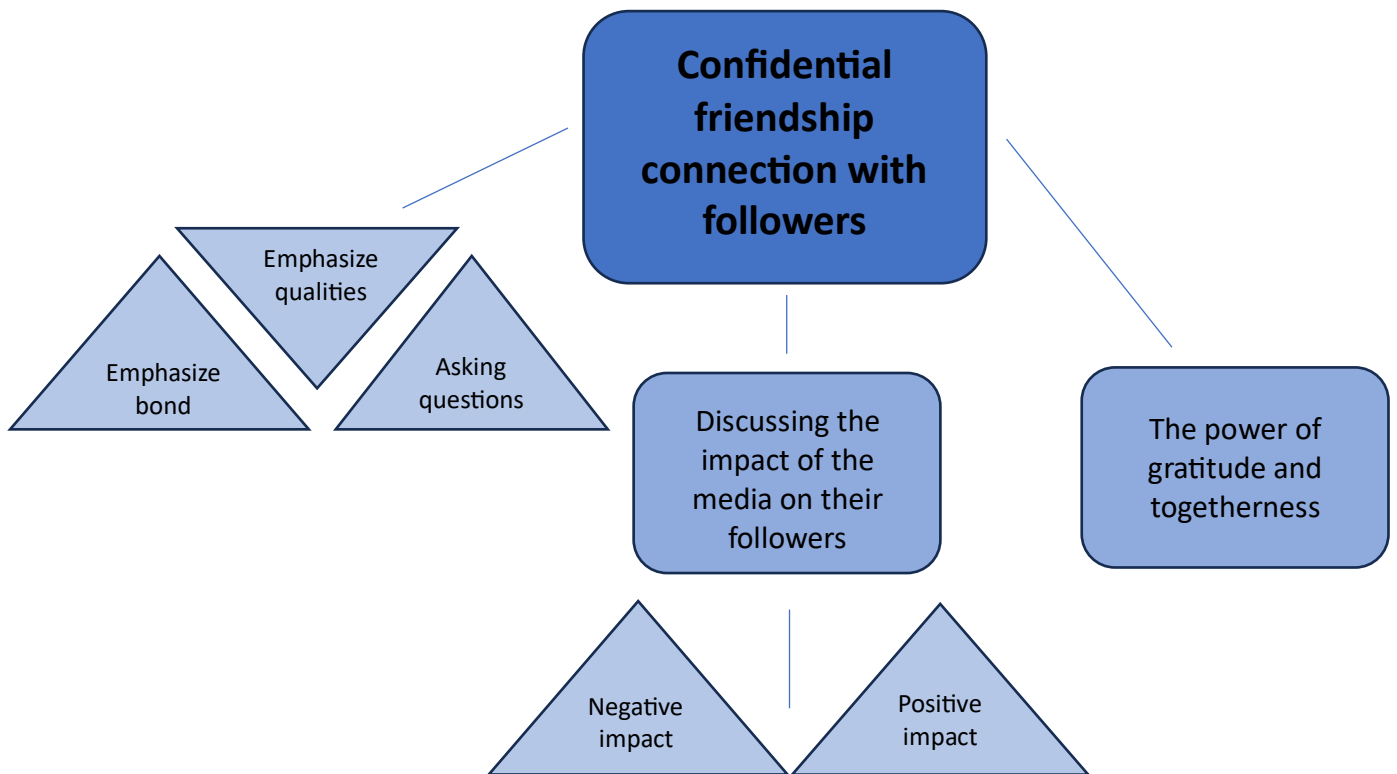 Confidential
friendship
connection with
followers
Emphasize
qualities
Emphasize
bond
Asking
questions
Discussing the
impact of the
media on their
followers
The power of
gratitude and
togetherness
Negative
impact
Positive
impact